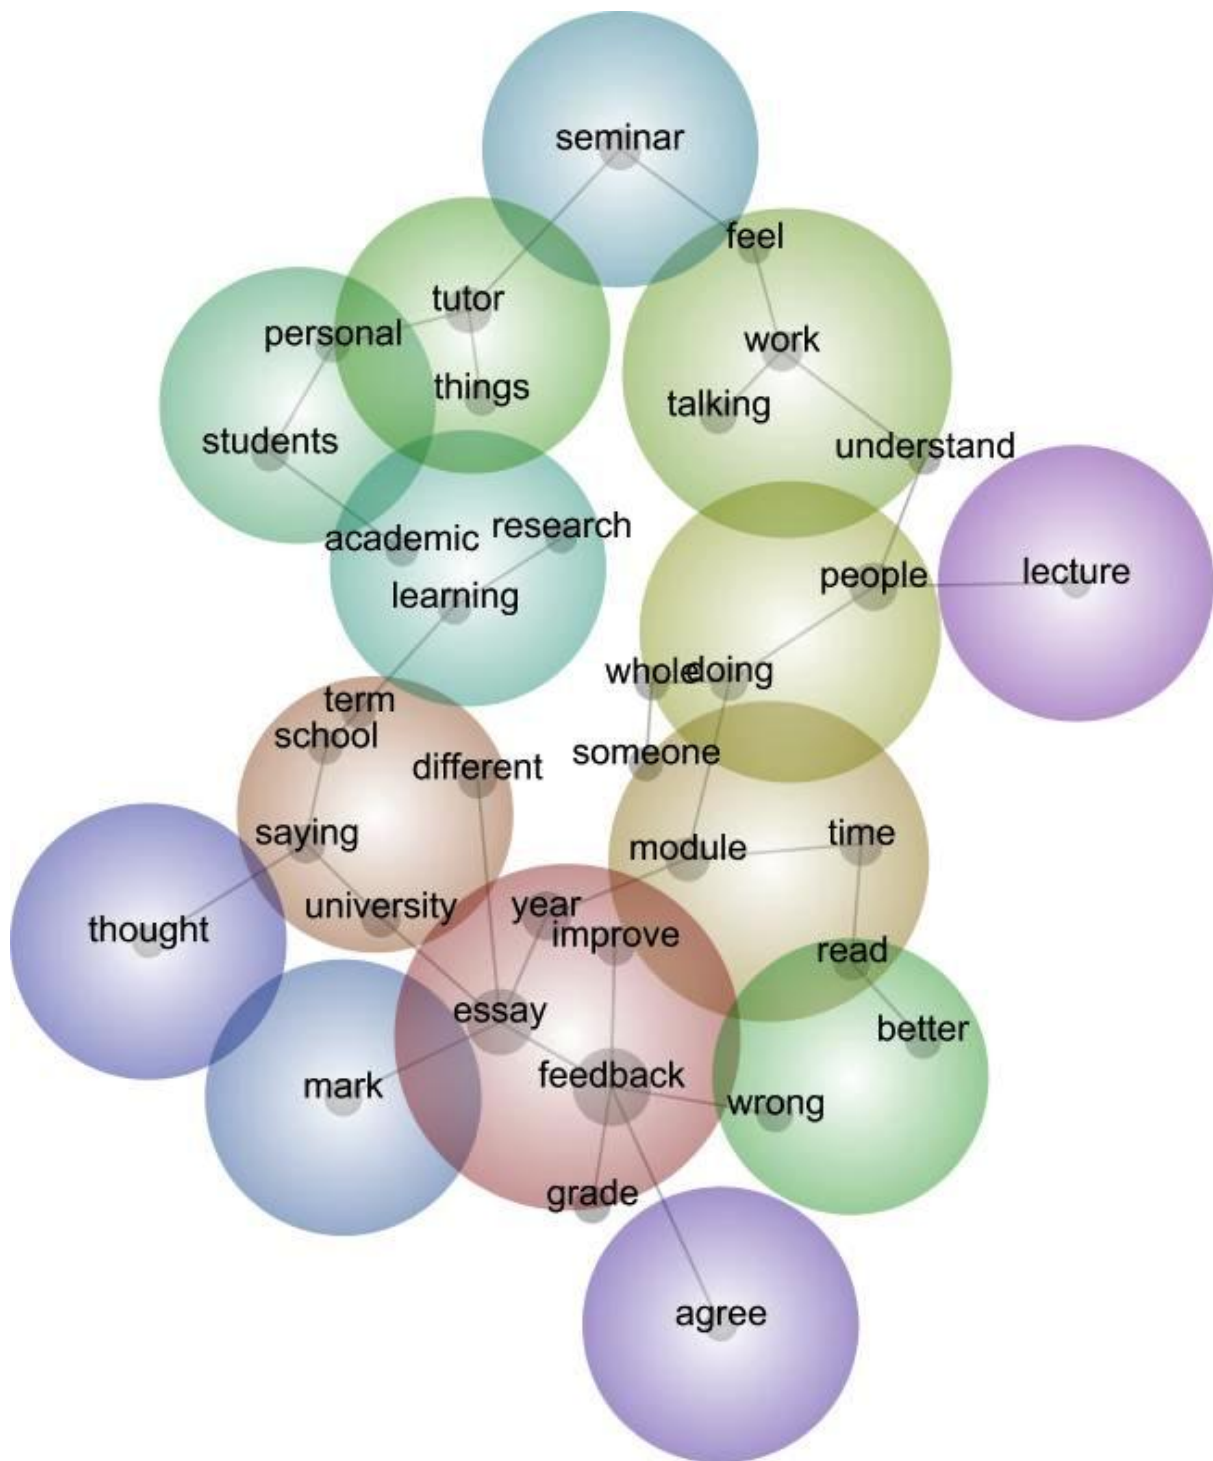 seminar
feel
tutor
personal
work
things
talking
students
understand
research
academic
lecture
people
learning
whole
doing
term
school
someone
different
time
saying
module
university
year
thought
improve
read
essay
better
feedback
mark
wrong
grade
agree